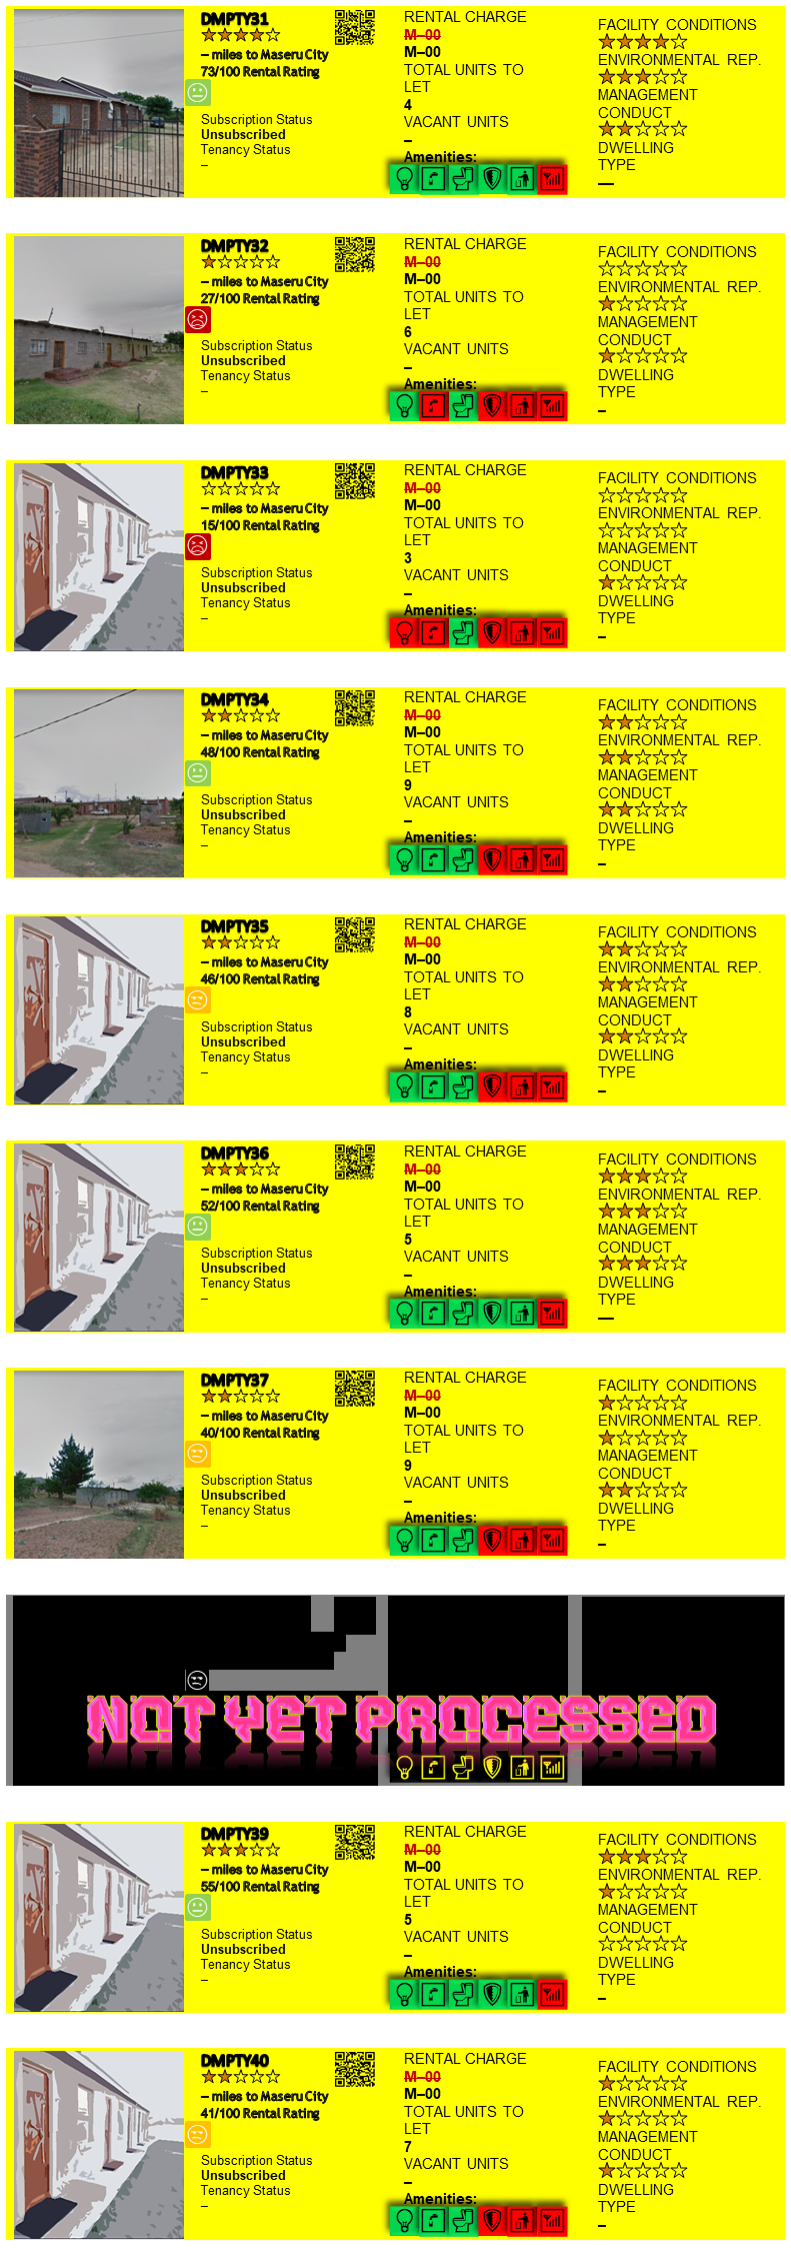 DMPTY31
– miles to Maseru City
73/100 Rental Rating
Subscription Status
Unsubscribed
Tenancy Status
–
RENTAL CHARGE
M–00
M–00
TOTAL UNITS TO
LET
4
VACANT UNITS
–
Amenities:
FACILITY CONDITIONS
ENVIRONMENTAL REP.
MANAGEMENT
CONDUCT
DWELLING
TYPE
—
DMPTY32
– miles to Maseru City
27/100 Rental Rating
Subscription Status
Unsubscribed
Tenancy Status
–
RENTAL CHARGE
M–00
M–00
TOTAL UNITS TO
LET
6
VACANT UNITS
–
Amenities:
FACILITY CONDITIONS
ENVIRONMENTAL REP.
MANAGEMENT
CONDUCT
DWELLING
TYPE
–
DMPTY33
– miles to Maseru City
15/100 Rental Rating
Subscription Status
Unsubscribed
Tenancy Status
–
RENTAL CHARGE
M–00
M–00
TOTAL UNITS TO
LET
3
VACANT UNITS
–
Amenities:
FACILITY CONDITIONS
ENVIRONMENTAL REP.
MANAGEMENT
CONDUCT
DWELLING
TYPE
–
DMPTY34
– miles to Maseru City
48/100 Rental Rating
Subscription Status
Unsubscribed
Tenancy Status
–
RENTAL CHARGE
M–00
M–00
TOTAL UNITS TO
LET
9
VACANT UNITS
–
Amenities:
FACILITY CONDITIONS
ENVIRONMENTAL REP.
MANAGEMENT
CONDUCT
DWELLING
TYPE
–
DMPTY35
– miles to Maseru City
46/100 Rental Rating
Subscription Status
Unsubscribed
Tenancy Status
–
RENTAL CHARGE
M–00
M–00
TOTAL UNITS TO
LET
8
VACANT UNITS
–
Amenities:
FACILITY CONDITIONS
ENVIRONMENTAL REP.
MANAGEMENT
CONDUCT
DWELLING
TYPE
–
DMPTY36
– miles to Maseru City
52/100 Rental Rating
Subscription Status
Unsubscribed
Tenancy Status
–
RENTAL CHARGE
M–00
M–00
TOTAL UNITS TO
LET
5
VACANT UNITS
–
Amenities:
FACILITY CONDITIONS
ENVIRONMENTAL REP.
MANAGEMENT
CONDUCT
DWELLING
TYPE
—
DMPTY37
– miles to Maseru City
40/100 Rental Rating
Subscription Status
Unsubscribed
Tenancy Status
–
RENTAL CHARGE
M–00
M–00
TOTAL UNITS TO
LET
9
VACANT UNITS
–
Amenities:
FACILITY CONDITIONS
ENVIRONMENTAL REP.
MANAGEMENT
CONDUCT
DWELLING
TYPE
–
NOT YET PROCESSED
DMPTY39
– miles to Maseru City
55/100 Rental Rating
Subscription Status
Unsubscribed
Tenancy Status
–
RENTAL CHARGE
M–00
M–00
TOTAL UNITS TO
LET
5
VACANT UNITS
–
Amenities:
FACILITY CONDITIONS
ENVIRONMENTAL REP.
MANAGEMENT
CONDUCT
DWELLING
TYPE
–
DMPTY40
– miles to Maseru City
41/100 Rental Rating
Subscription Status
Unsubscribed
Tenancy Status
–
RENTAL CHARGE
M–00
M–00
TOTAL UNITS TO
LET
7
VACANT UNITS
–
Amenities:
FACILITY CONDITIONS
ENVIRONMENTAL REP.
MANAGEMENT
CONDUCT
DWELLING
TYPE
–